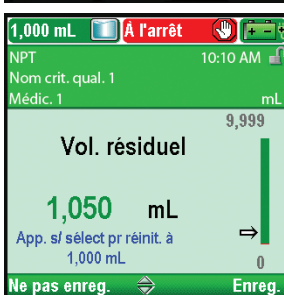 1,000 mL À l'arrêt
NPT 10:10 AM
Nom crit. qual. 1
Médic. 1 mL
9,999
Vol. résiduel
1,050 mL
App. s/ sélect pr réinit. à
1,000 mL
0
Ne pas enreg. Enreg.